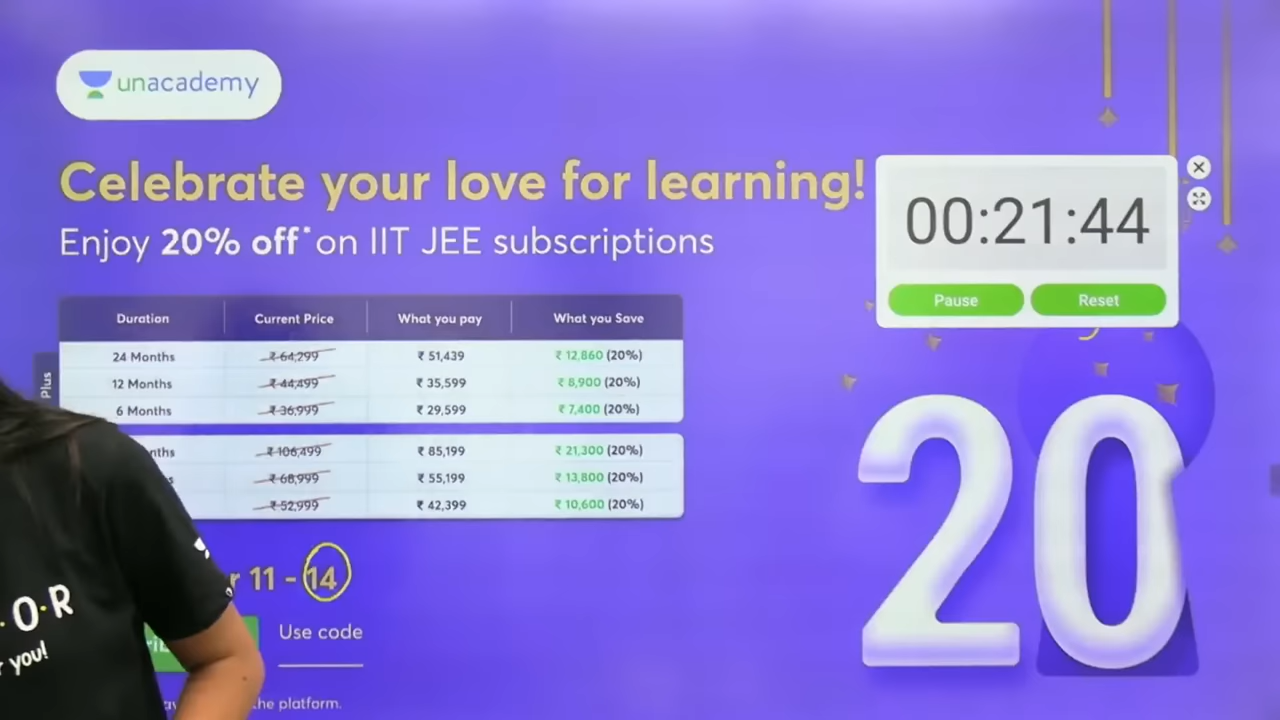 unacademy
Celebrate your love for learning!
Enjoy 20% off* on IIT JEE subscriptions
00:21:44
Pause Reset
Duration Current Price What you pay What you Save
Plus
24 Months ₹ 64,299 ₹ 51,439 ₹ 12,860 (20%)
12 Months ₹ 44,499 ₹ 35,599 ₹ 8,900 (20%)
6 Months ₹ 36,999 ₹ 29,599 ₹ 7,400 (20%)
₹ 106,499 ₹ 85,199 ₹ 21,300 (20%)
₹ 68,999 ₹ 55,199 ₹ 13,800 (20%)
₹ 52,999 ₹ 42,399 ₹ 10,600 (20%)
20
11 - 14
Use code
the platform.
O·R
you!